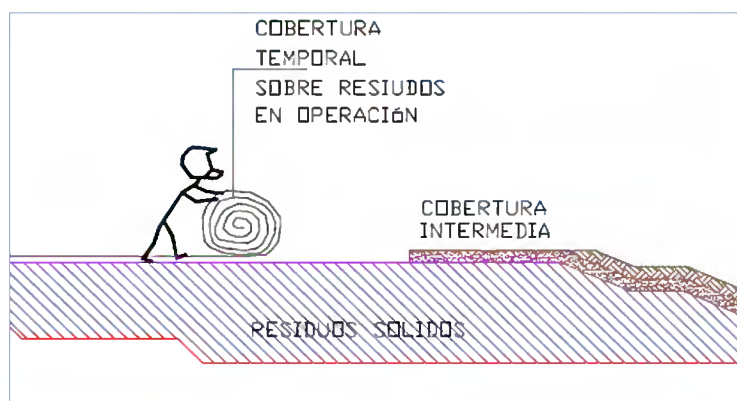 COBERTURA
TEMPORAL
SOBRE RESIUDOS
EN OPERACIóN
COBERTURA
INTERMEDIA
RESIDUOS SOLIDOS